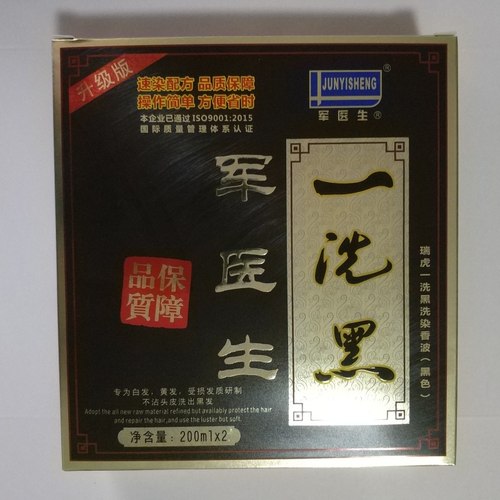 升级版
速染配方 品质保障
操作简单 方便省时
本企业已通过ISO9001:2015
国际质量管理体系认证
JUNYISHENG
军医生®
军医生
一洗黑
瑞虎一洗黑洗染香波(黑色)
品質保障
专为白发，黄发，受损发质研制
不沾头皮洗出黑发
Adopt the all new raw material refined but availably protect the hair
and repair the hair, and use the luster but soft.
净含量：200mlx2